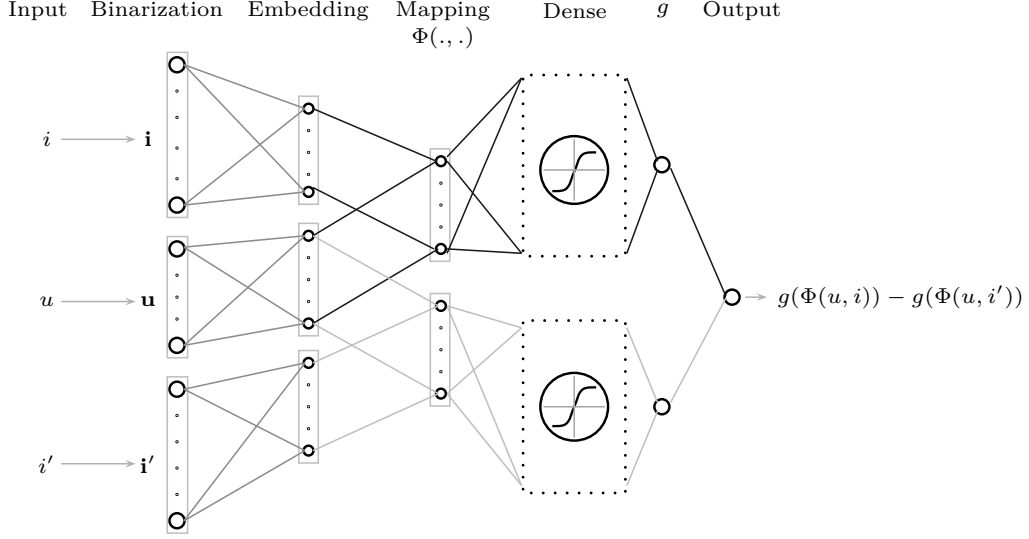 Input Binarization Embedding Mapping Dense g Output
Φ(., .)
i i
u u
g(Φ(u, i)) − g(Φ(u, i′))
i′ i′